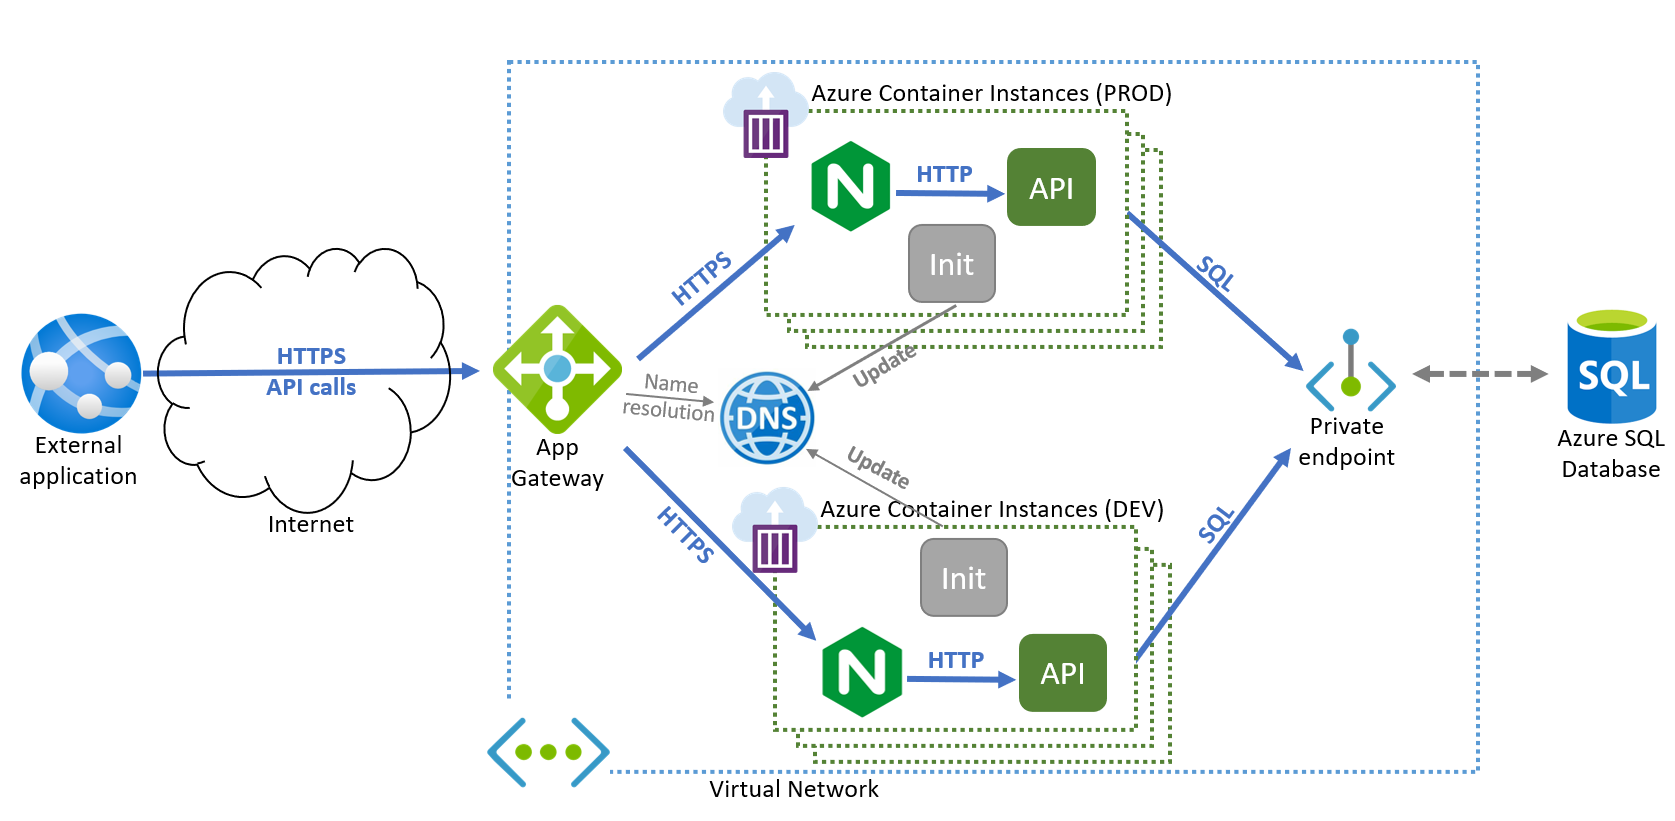 Azure Container Instances (PROD)
N
HTTP
API
Init
HTTPS
SQL
Update
HTTPS
API calls
External
application
Internet
App
Gateway
Name
resolution
DNS
Private
endpoint
SQL
Azure SQL
Database
Update
HTTPS
Azure Container Instances (DEV)
Init
SQL
N
HTTP
API
Virtual Network